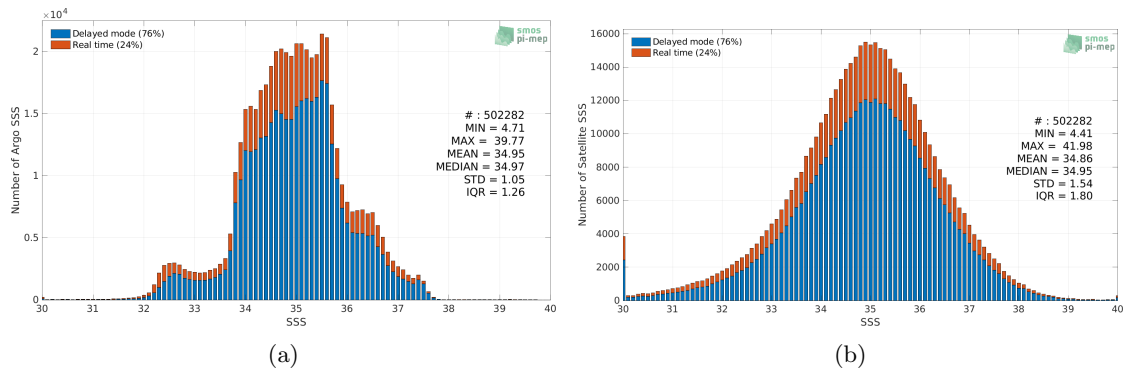 ×10⁴
Delayed mode (76%)
Real time (24%)
smos
pi-mep
# : 502282
MIN = 4.71
MAX = 39.77
MEAN = 34.95
MEDIAN = 34.97
STD = 1.05
IQR = 1.26
Number of Argo SSS
2
1.5
1
0.5
0
30 31 32 33 34 35 36 37 38 39 40
SSS
(a)
Delayed mode (76%)
Real time (24%)
smos
pi-mep
# : 502282
MIN = 4.41
MAX = 41.98
MEAN = 34.86
MEDIAN = 34.95
STD = 1.54
IQR = 1.80
Number of Satellite SSS
16000
14000
12000
10000
8000
6000
4000
2000
0
30 31 32 33 34 35 36 37 38 39 40
SSS
(b)